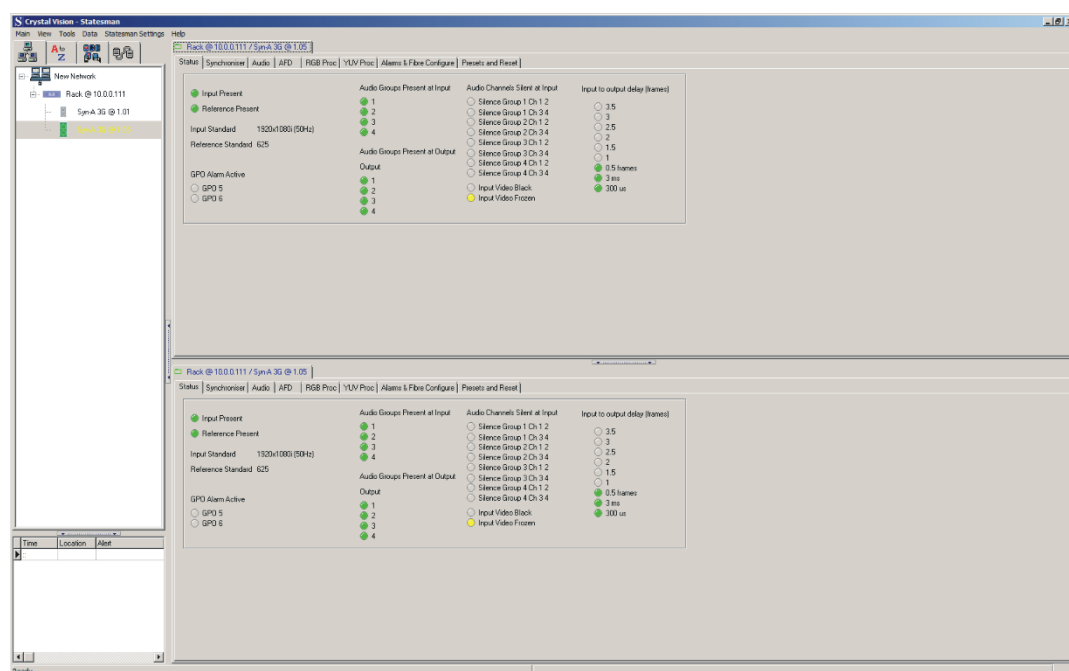 Crystal Vision - Statesman
Main View Tools Data Statesman Settings Help
New Network
Rack @ 10.0.0.111
Syn-A 3G @ 1.01
Time Location Alert
Rack @ 10.0.0.111 / Syn-A 3G @ 1.05
Status Synchroniser Audio AFD RGB Proc YUV Proc Alarms & Fibre Configure Presets and Reset
Input Present
Reference Present
Input Standard 1920x1080i (50Hz)
Reference Standard 625
GPO Alarm Active
GPO 5
GPO 6
Audio Groups Present at Input
1
2
3
4
Audio Groups Present at Output
Output
1
2
3
4
Audio Channels Silent at Input
Silence Group 1 Ch 1 2
Silence Group 1 Ch 3 4
Silence Group 2 Ch 1 2
Silence Group 2 Ch 3 4
Silence Group 3 Ch 1 2
Silence Group 3 Ch 3 4
Silence Group 4 Ch 1 2
Silence Group 4 Ch 3 4
Input Video Black
Input Video Frozen
Input to output delay (frames)
3.5
3
2.5
2
1.5
1
0.5 frames
3 ms
300 us
Rack @ 10.0.0.111 / Syn-A 3G @ 1.05
Status Synchroniser Audio AFD RGB Proc YUV Proc Alarms & Fibre Configure Presets and Reset
Input Present
Reference Present
Input Standard 1920x1080i (50Hz)
Reference Standard 625
GPO Alarm Active
GPO 5
GPO 6
Audio Groups Present at Input
1
2
3
4
Audio Groups Present at Output
Output
1
2
3
4
Audio Channels Silent at Input
Silence Group 1 Ch 1 2
Silence Group 1 Ch 3 4
Silence Group 2 Ch 1 2
Silence Group 2 Ch 3 4
Silence Group 3 Ch 1 2
Silence Group 3 Ch 3 4
Silence Group 4 Ch 1 2
Silence Group 4 Ch 3 4
Input Video Black
Input Video Frozen
Input to output delay (frames)
3.5
3
2.5
2
1.5
1
0.5 frames
3 ms
300 us